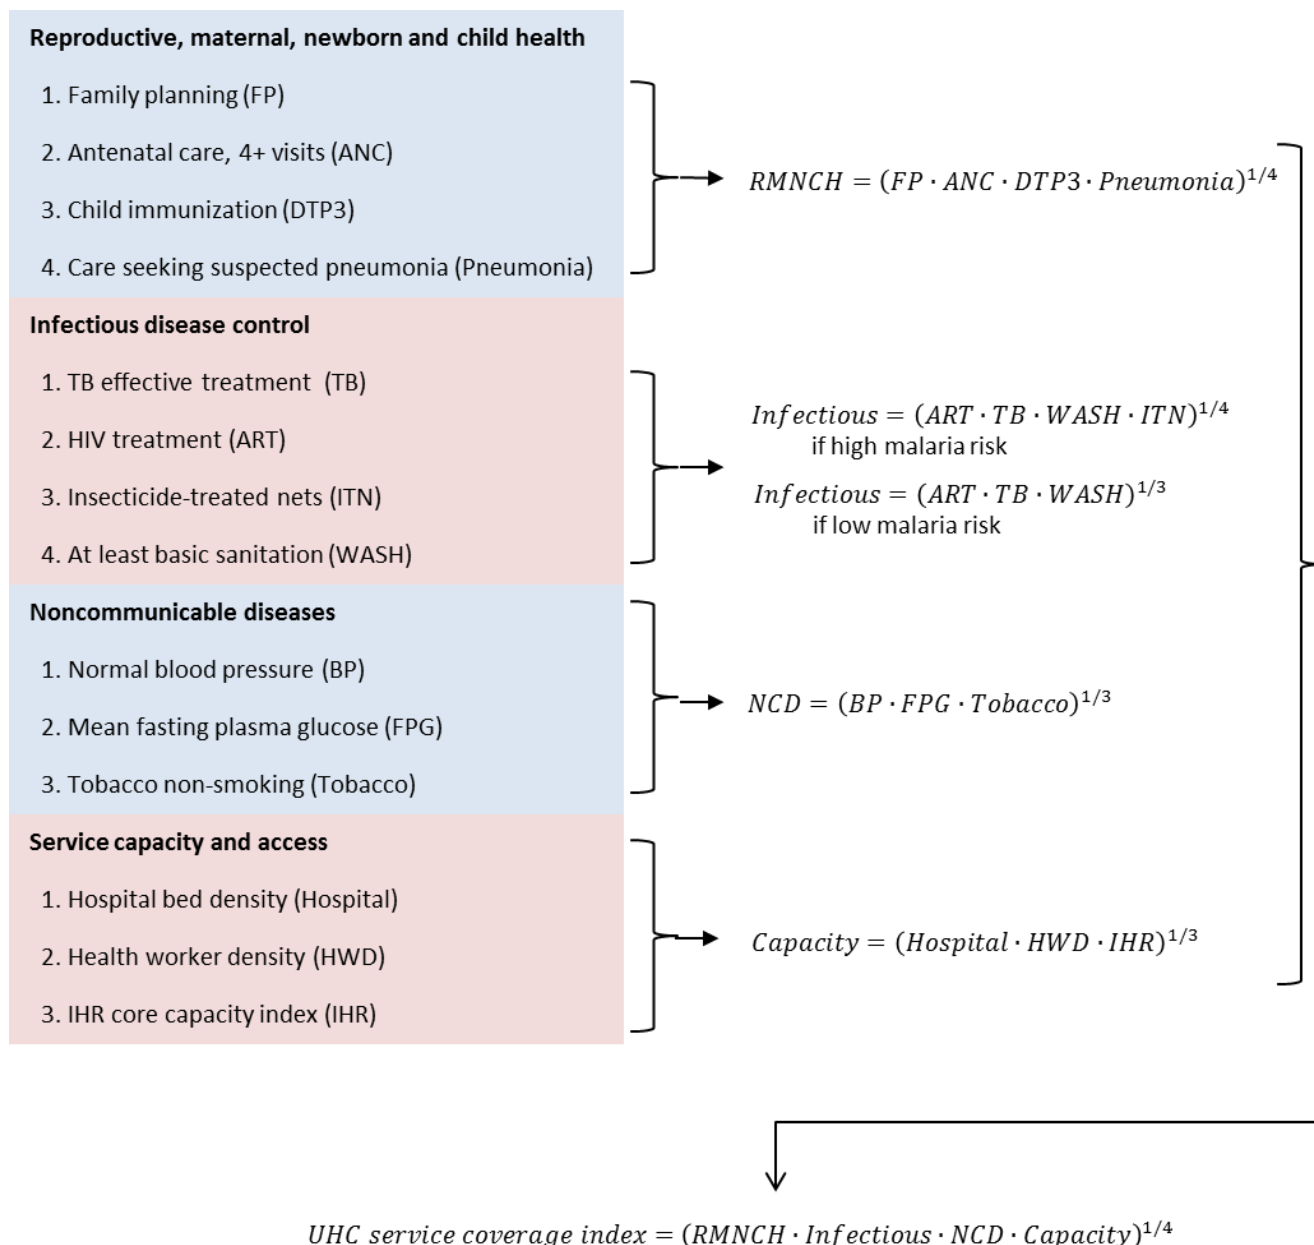 Reproductive, maternal, newborn and child health
1. Family planning (FP)
2. Antenatal care, 4+ visits (ANC)
3. Child immunization (DTP3)
4. Care seeking suspected pneumonia (Pneumonia)
RMNCH = (FP · ANC · DTP3 · Pneumonia)^{1/4}
Infectious disease control
1. TB effective treatment (TB)
2. HIV treatment (ART)
3. Insecticide-treated nets (ITN)
4. At least basic sanitation (WASH)
Infectious = (ART · TB · WASH · ITN)^{1/4}
if high malaria risk
Infectious = (ART · TB · WASH)^{1/3}
if low malaria risk
Noncommunicable diseases
1. Normal blood pressure (BP)
2. Mean fasting plasma glucose (FPG)
3. Tobacco non-smoking (Tobacco)
NCD = (BP · FPG · Tobacco)^{1/3}
Service capacity and access
1. Hospital bed density (Hospital)
2. Health worker density (HWD)
3. IHR core capacity index (IHR)
Capacity = (Hospital · HWD · IHR)^{1/3}
UHC service coverage index = (RMNCH · Infectious · NCD · Capacity)^{1/4}